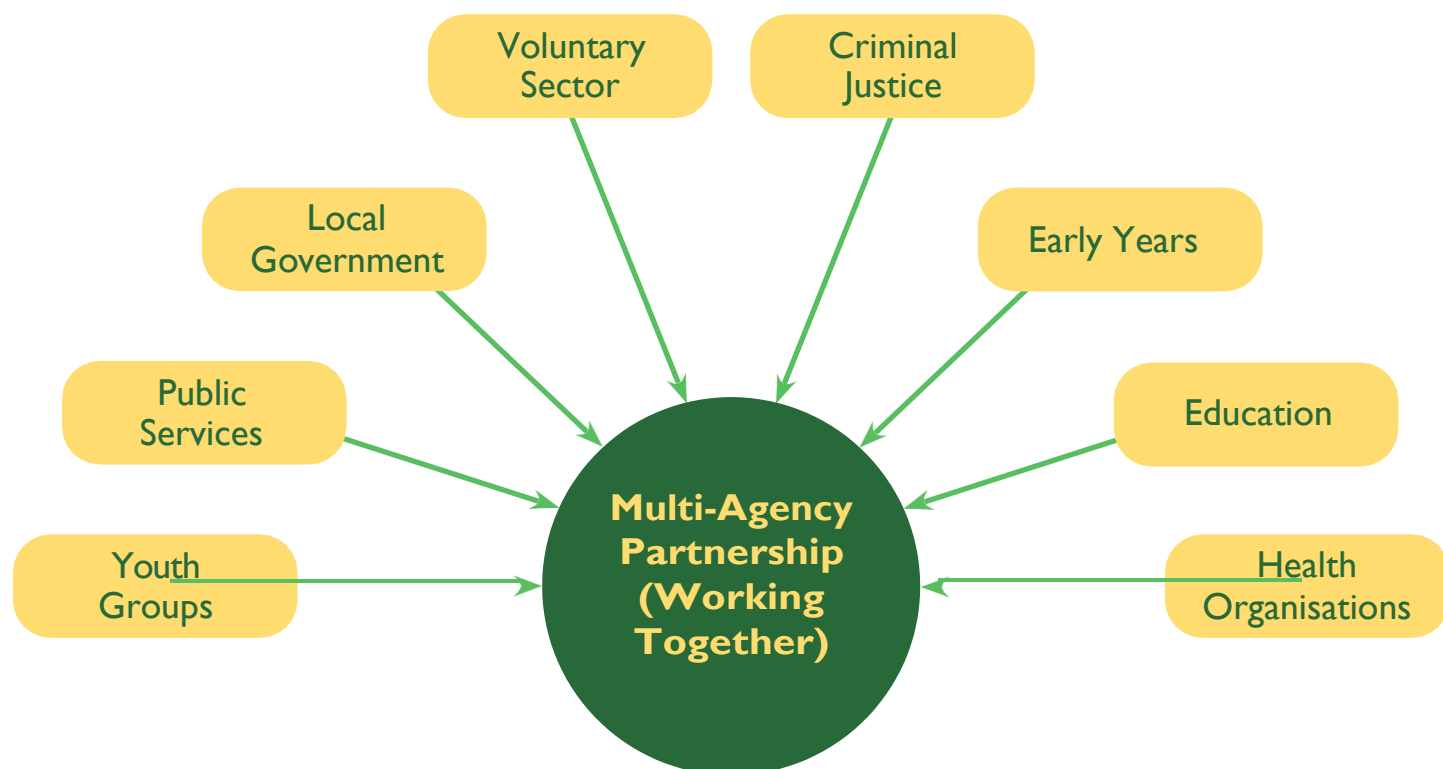 Voluntary
Sector
Criminal
Justice
Local
Government
Early Years
Public
Services
Education
Multi-Agency
Partnership
(Working
Together)
Youth
Groups
Health
Organisations